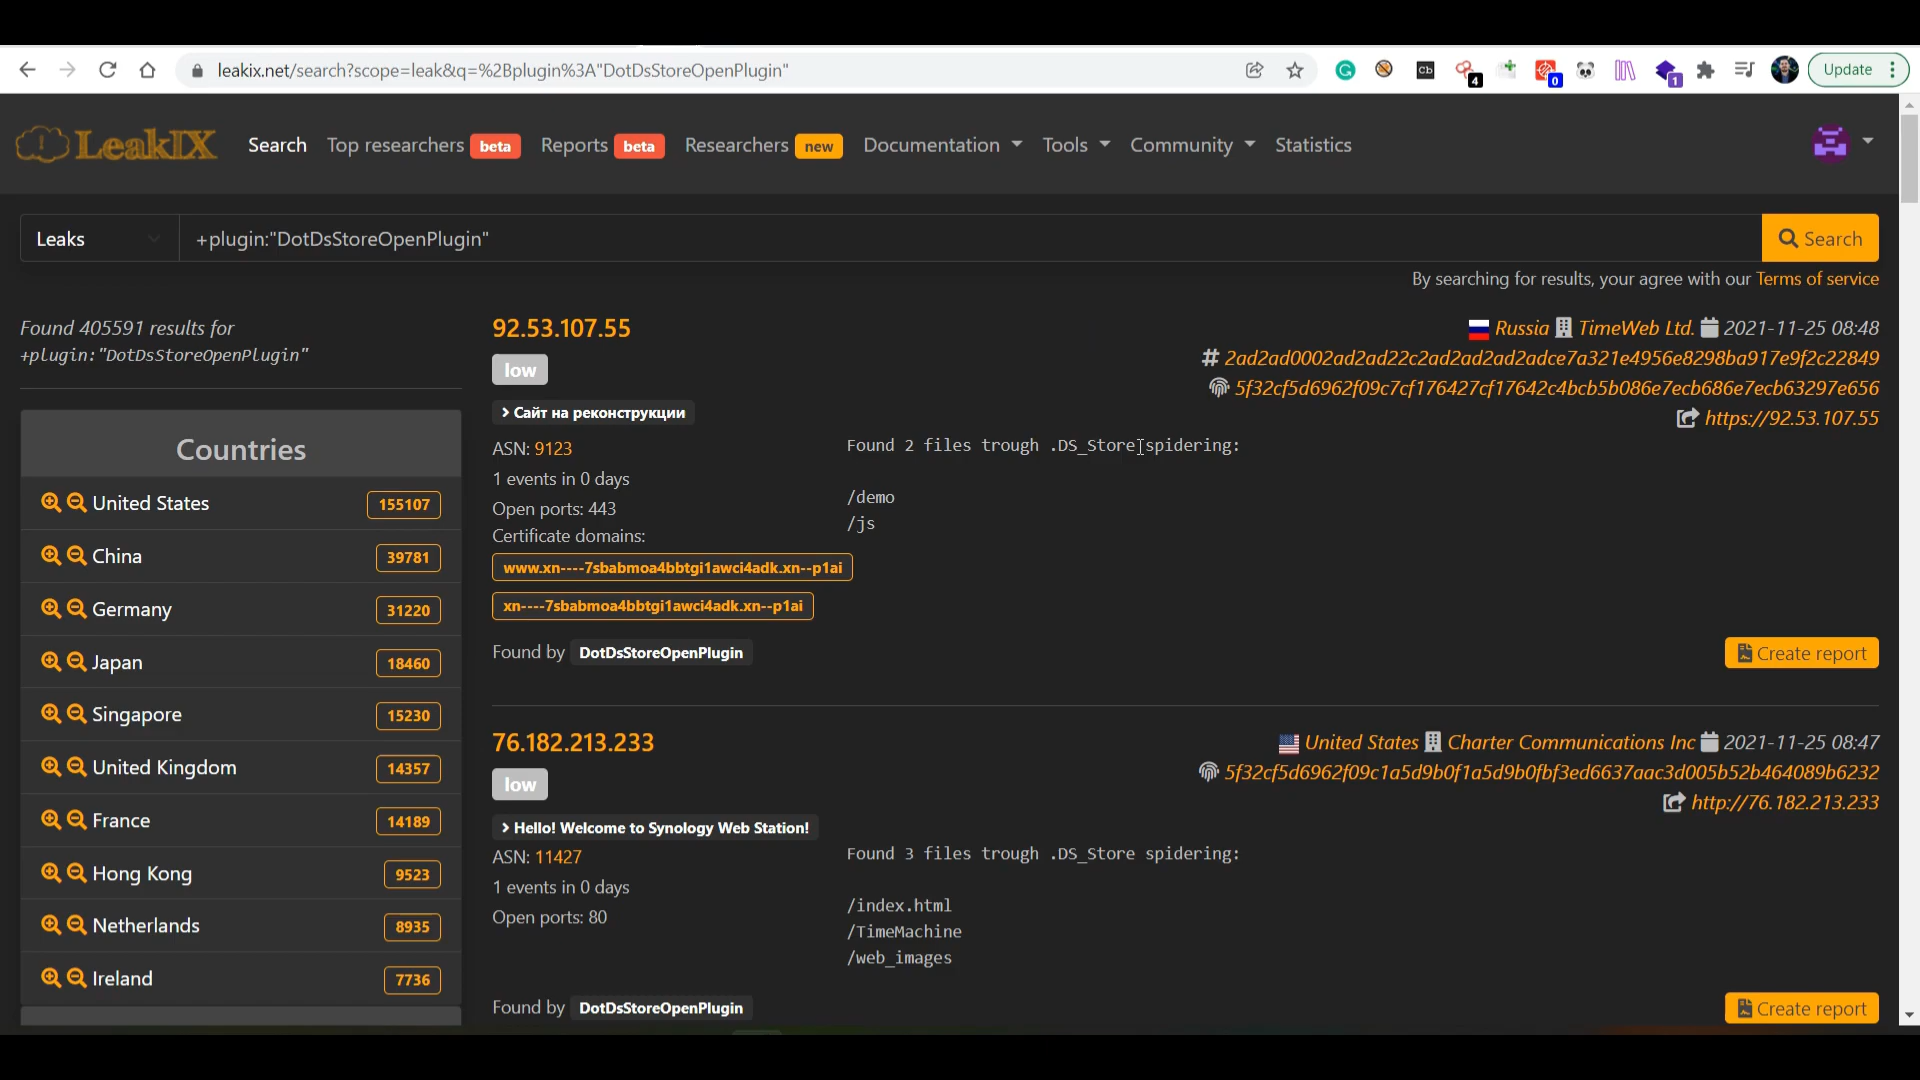 leakix.net/search?scope=leak&q=%2Bplugin%3A"DotDsStoreOpenPlugin"
Cb
4
0
1
Update
LeakIX
Search
Top researchers beta
Reports beta
Researchers new
Documentation
Tools
Community
Statistics
Leaks
+plugin:"DotDsStoreOpenPlugin"
Search
By searching for results, your agree with our Terms of service
Found 405591 results for
+plugin:"DotDsStoreOpenPlugin"
Countries
United States 155107
China 39781
Germany 31220
Japan 18460
Singapore 15230
United Kingdom 14357
France 14189
Hong Kong 9523
Netherlands 8935
Ireland 7736
92.53.107.55
Russia TimeWeb Ltd. 2021-11-25 08:48
low
2ad2ad0002ad2ad22c2ad2ad2ad2adce7a321e4956e8298ba917e9f2c22849
5f32cf5d6962f09c7cf176427cf17642c4bcb5b086e7ecb686e7ecb63297e656
https://92.53.107.55
Сайт на реконструкции
ASN: 9123
1 events in 0 days
Open ports: 443
Certificate domains:
www.xn----7sbabmoa4bbtgi1awci4adk.xn--p1ai
xn----7sbabmoa4bbtgi1awci4adk.xn--p1ai
Found 2 files trough .DS_Store spidering:
/demo
/js
Found by DotDsStoreOpenPlugin
Create report
76.182.213.233
United States Charter Communications Inc 2021-11-25 08:47
low
5f32cf5d6962f09c1a5d9b0f1a5d9b0fbf3ed6637aac3d005b52b464089b6232
http://76.182.213.233
Hello! Welcome to Synology Web Station!
ASN: 11427
1 events in 0 days
Open ports: 80
Found 3 files trough .DS_Store spidering:
/index.html
/TimeMachine
/web_images
Found by DotDsStoreOpenPlugin
Create report